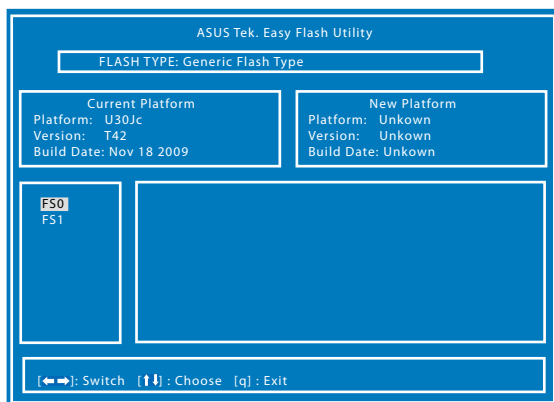 ASUS Tek. Easy Flash Utility
FLASH TYPE: Generic Flash Type
Current Platform
Platform: U30Jc
Version: T42
Build Date: Nov 18 2009
New Platform
Platform: Unkown
Version: Unkown
Build Date: Unkown
FS0
FS1
[←→]: Switch [↑↓] : Choose [q] : Exit